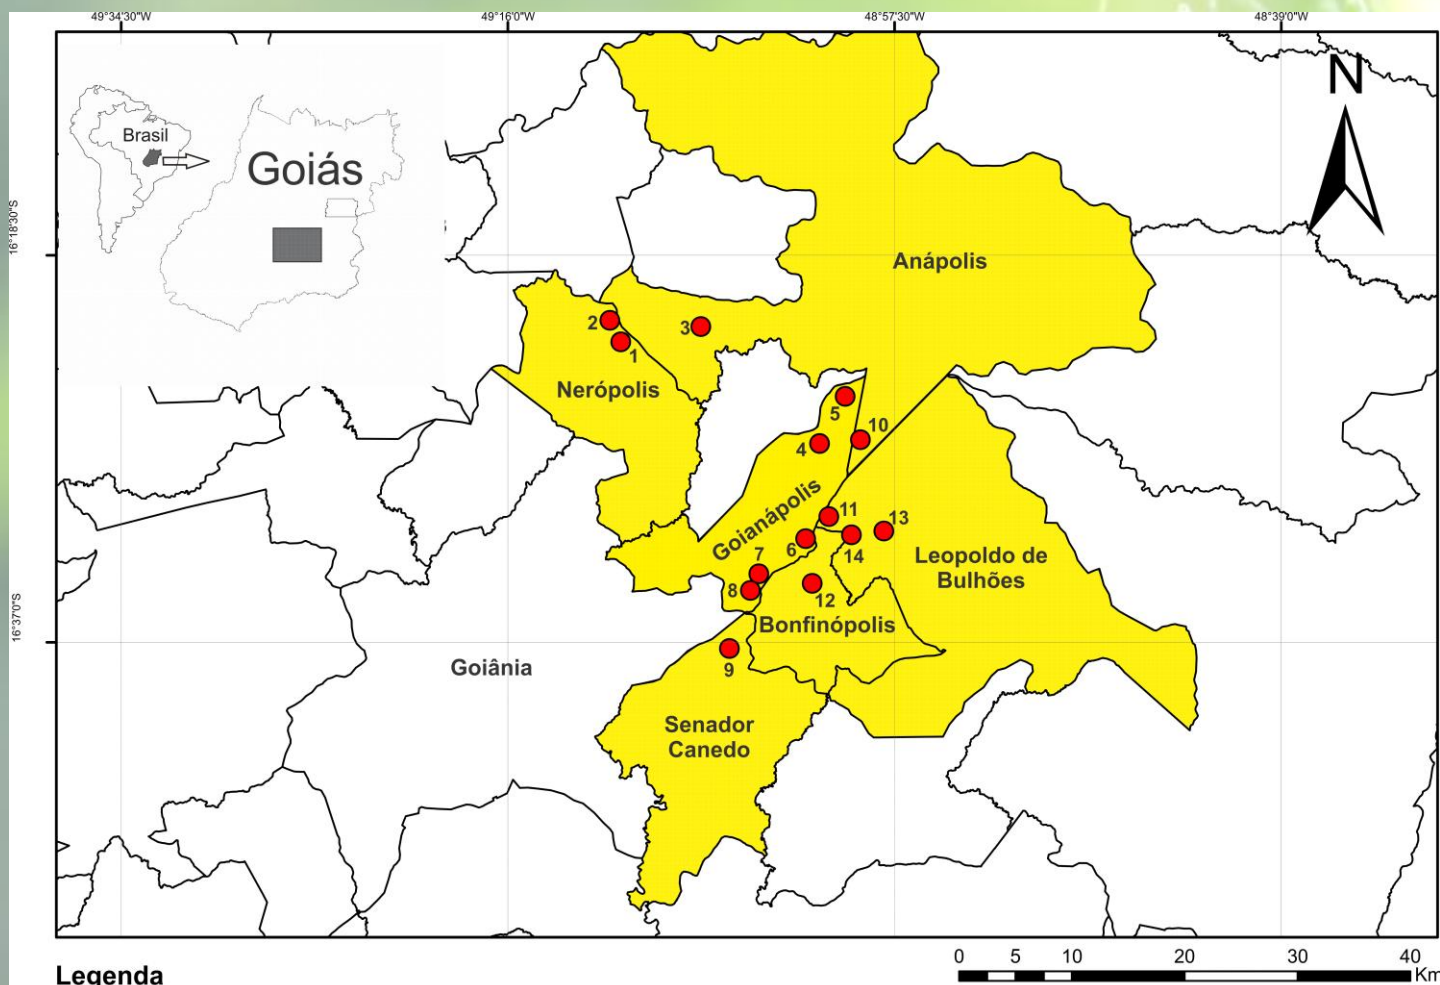 49°34'30"W
49°16'0"W
48°57'30"W
48°39'0"W
N
Brasil
Goiás
16°18'30"S
Anápolis
2
3
1
Nerópolis
5
10
4
Goianápolis
11
13
6
14
7
Leopoldo de
Bulhões
8
12
16°37'0"S
Bonfinópolis
Goiânia
9
Senador
Canedo
0 5 10 20 30 40
Km
Legenda